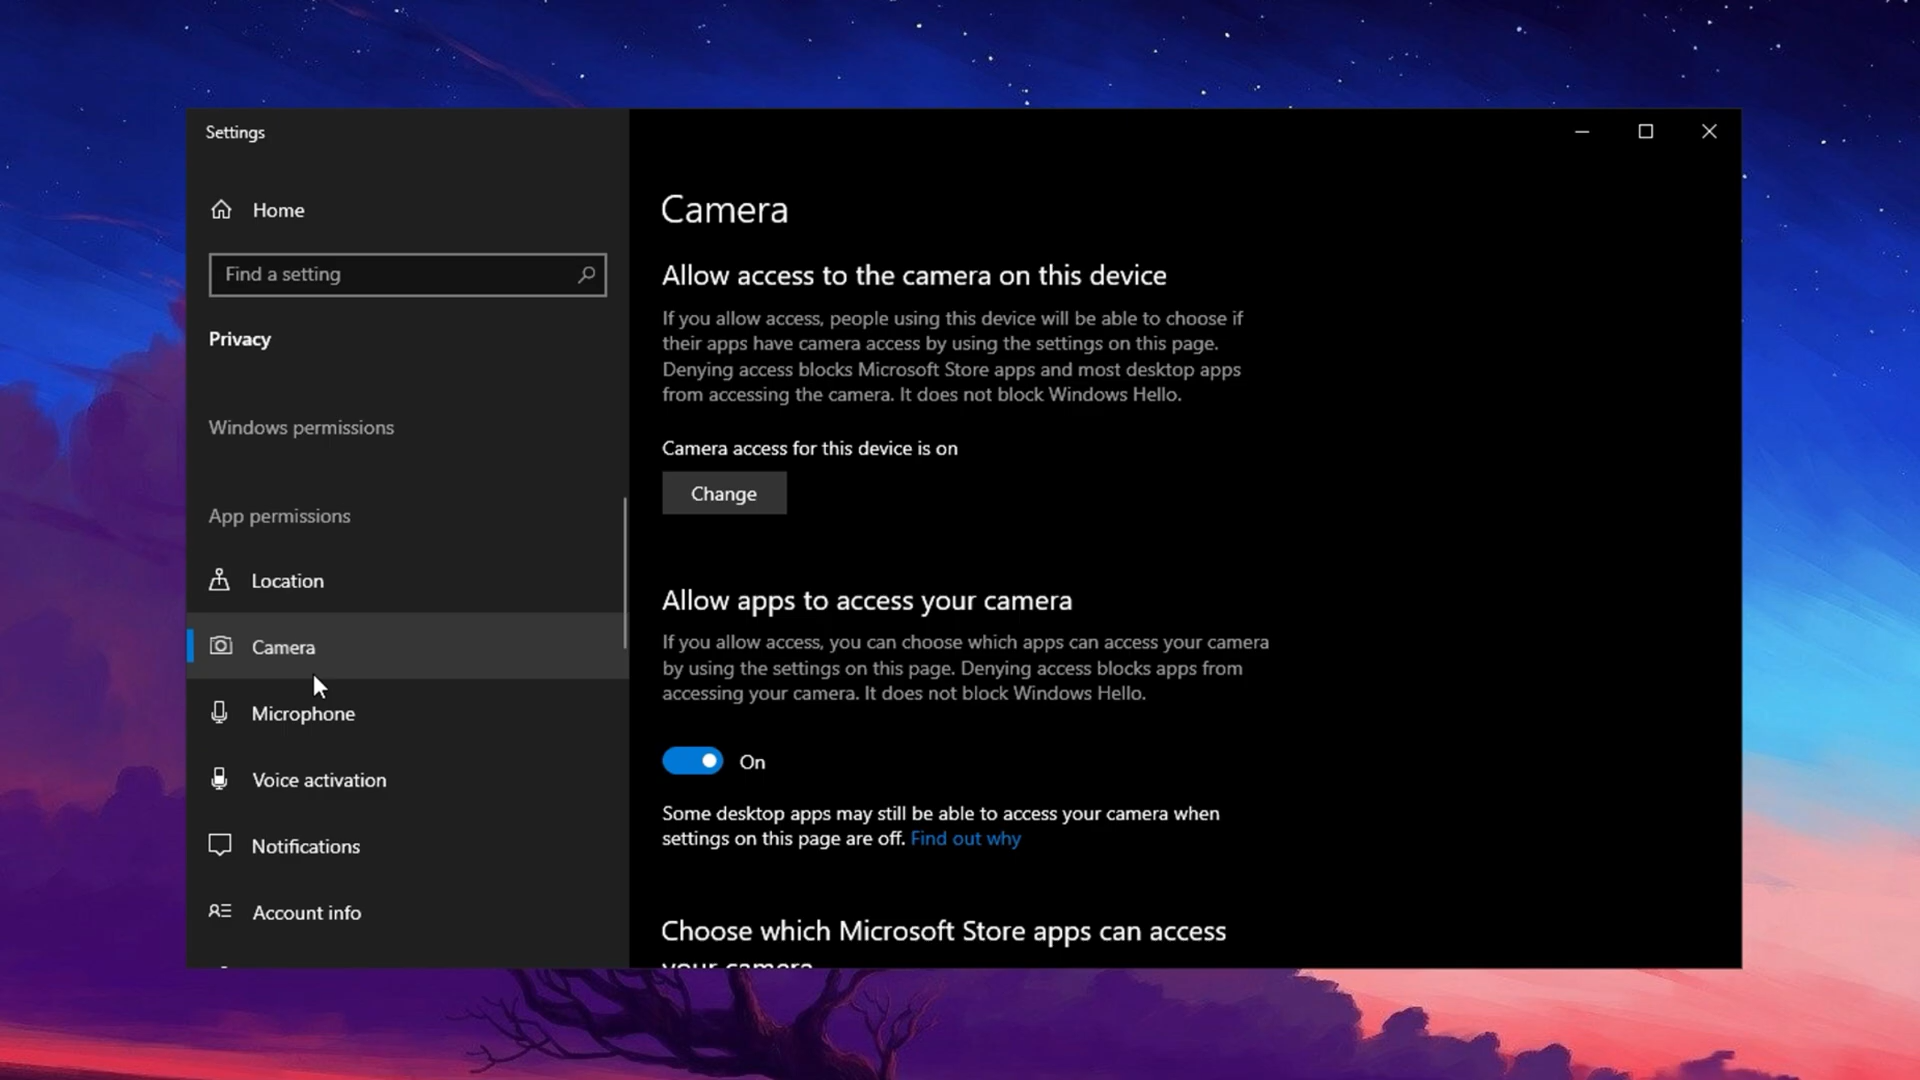 Settings
Home
Find a setting
Privacy
Windows permissions
App permissions
Location
Camera
Microphone
Voice activation
Notifications
Account info
Camera
Allow access to the camera on this device
If you allow access, people using this device will be able to choose if
their apps have camera access by using the settings on this page.
Denying access blocks Microsoft Store apps and most desktop apps
from accessing the camera. It does not block Windows Hello.
Camera access for this device is on
Change
Allow apps to access your camera
If you allow access, you can choose which apps can access your camera
by using the settings on this page. Denying access blocks apps from
accessing your camera. It does not block Windows Hello.
On
Some desktop apps may still be able to access your camera when
settings on this page are off. Find out why
Choose which Microsoft Store apps can access
your camera